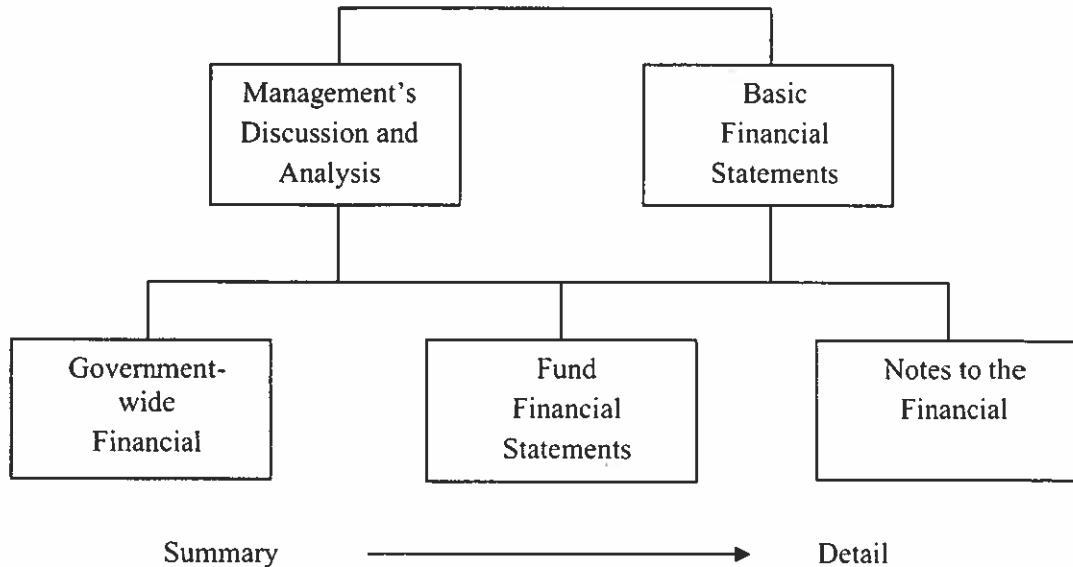 Management's
Discussion and
Analysis
Basic
Financial
Statements
Government-
wide
Financial
Fund
Financial
Statements
Notes to the
Financial
Summary
Detail